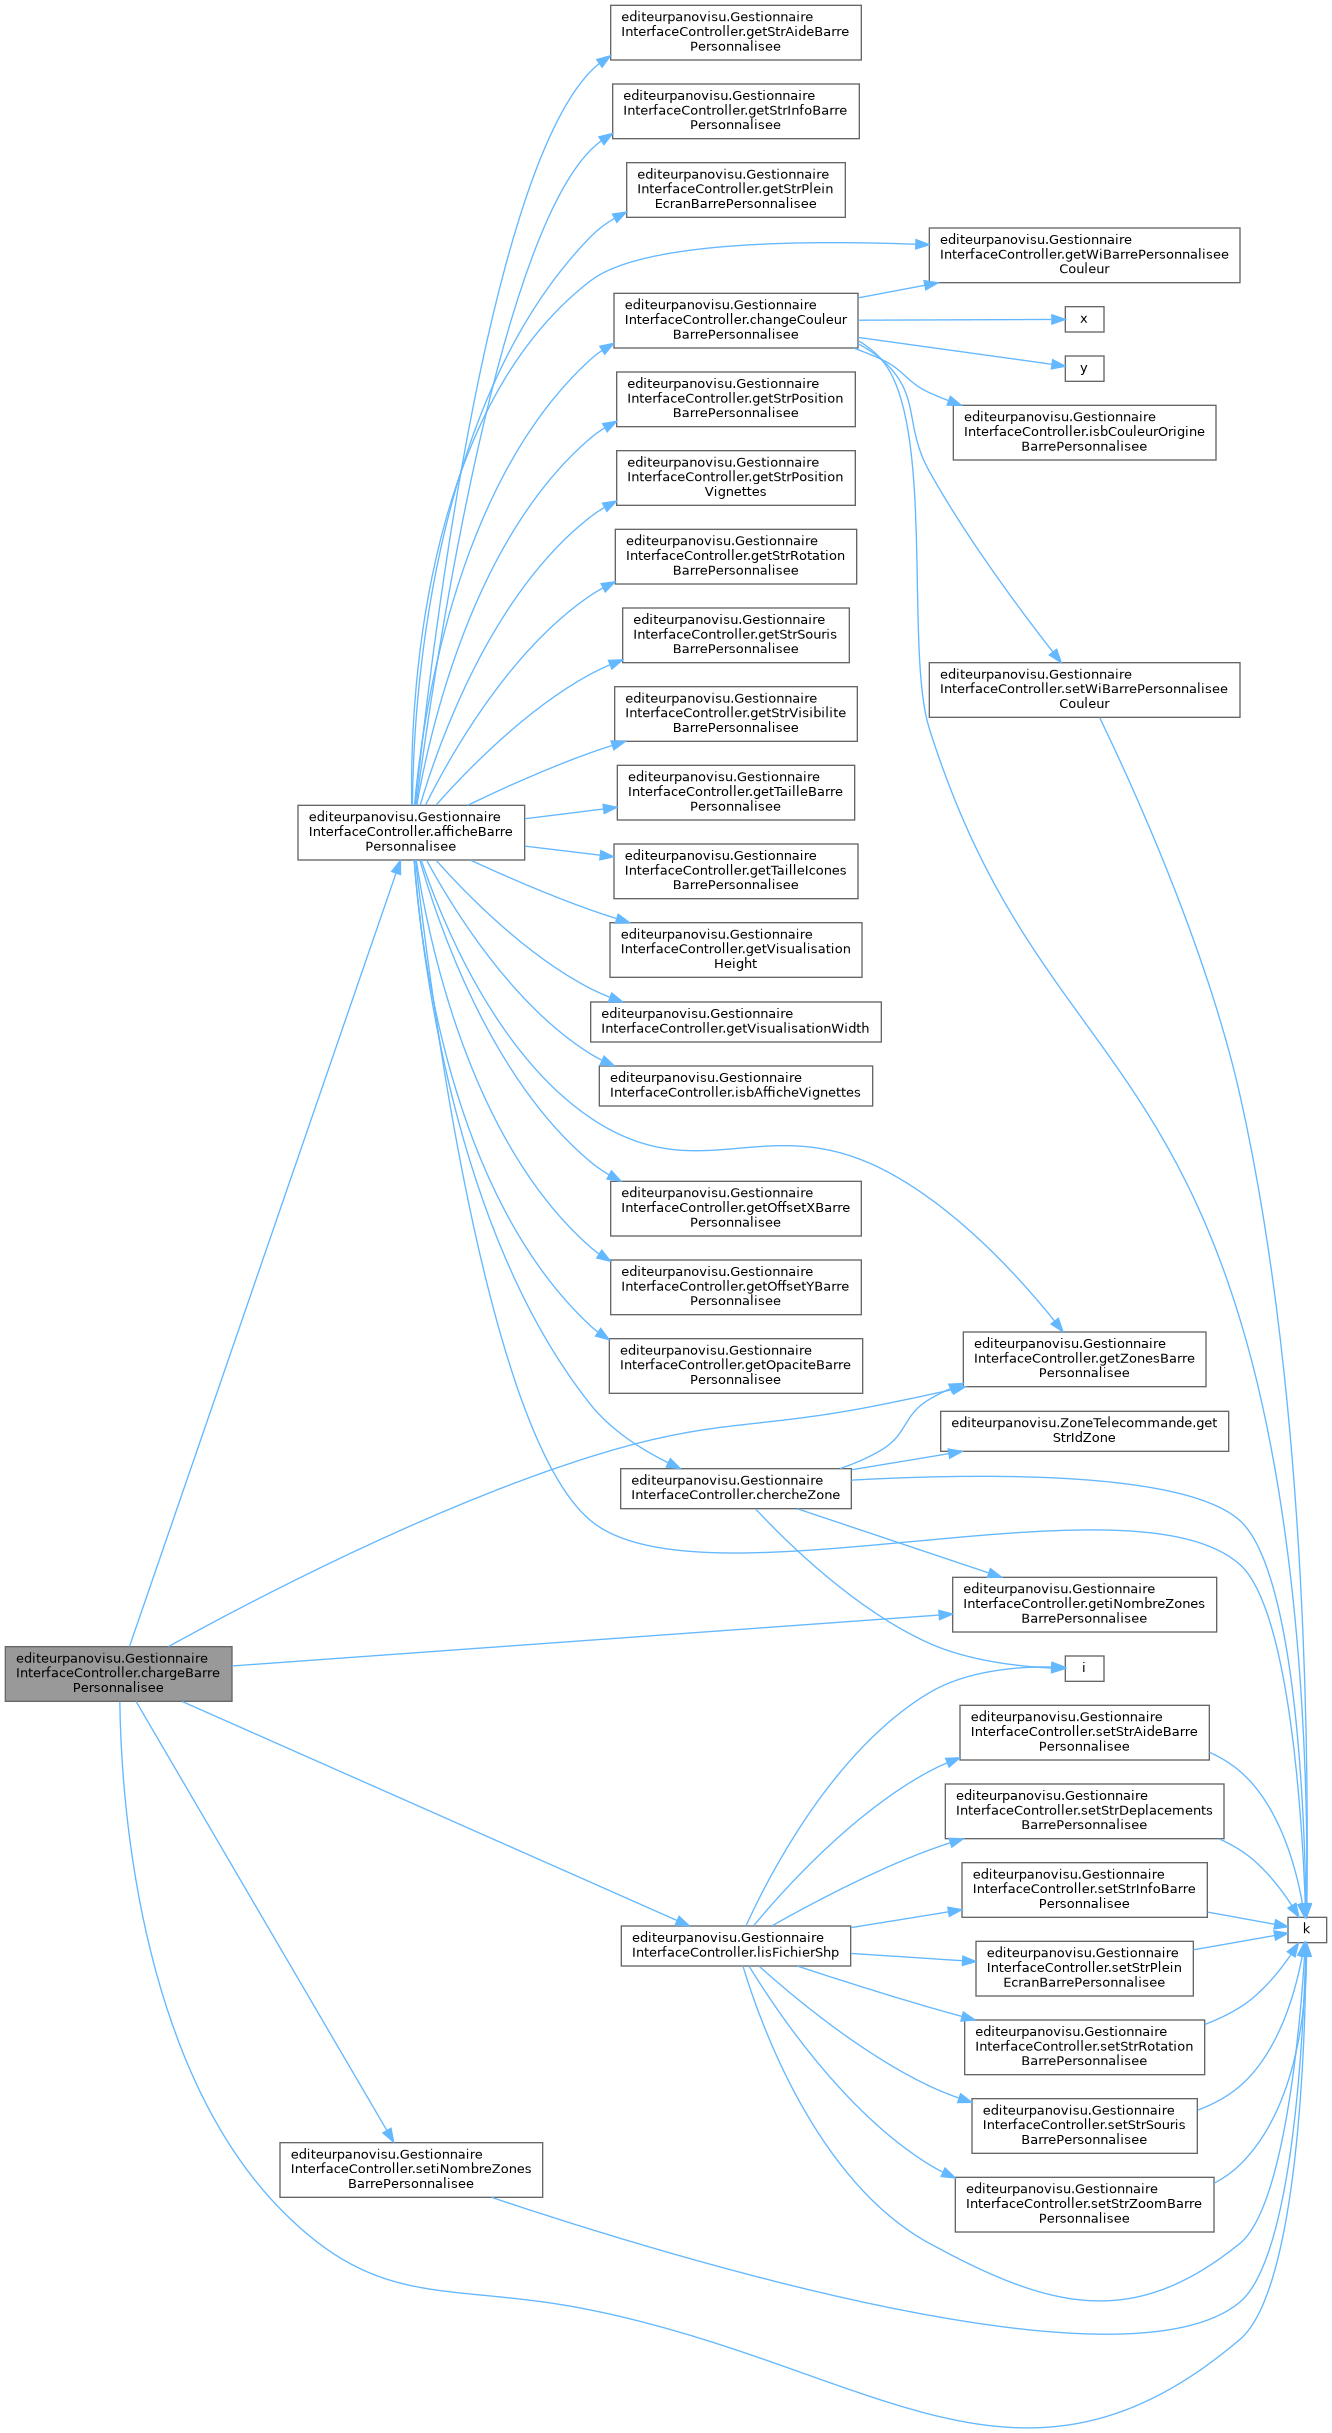 editeurpanovisu.Gestionnaire
InterfaceController.getStrAideBarre
Personnalisee
editeurpanovisu.Gestionnaire
InterfaceController.getStrInfoBarre
Personnalisee
editeurpanovisu.Gestionnaire
InterfaceController.getStrPlein
EcranBarrePersonnalisee
editeurpanovisu.Gestionnaire
InterfaceController.getWiBarrePersonnalisee
Couleur
editeurpanovisu.Gestionnaire
InterfaceController.changeCouleur
BarrePersonnalisee
x
y
editeurpanovisu.Gestionnaire
InterfaceController.getStrPosition
BarrePersonnalisee
editeurpanovisu.Gestionnaire
InterfaceController.isbCouleurOrigine
BarrePersonnalisee
editeurpanovisu.Gestionnaire
InterfaceController.getStrPosition
Vignettes
editeurpanovisu.Gestionnaire
InterfaceController.getStrRotation
BarrePersonnalisee
editeurpanovisu.Gestionnaire
InterfaceController.getStrSouris
BarrePersonnalisee
editeurpanovisu.Gestionnaire
InterfaceController.setWiBarrePersonnalisee
Couleur
editeurpanovisu.Gestionnaire
InterfaceController.getStrVisibilite
BarrePersonnalisee
editeurpanovisu.Gestionnaire
InterfaceController.getTailleBarre
Personnalisee
editeurpanovisu.Gestionnaire
InterfaceController.afficheBarre
Personnalisee
editeurpanovisu.Gestionnaire
InterfaceController.getTailleIcones
BarrePersonnalisee
editeurpanovisu.Gestionnaire
InterfaceController.getVisualisation
Height
editeurpanovisu.Gestionnaire
InterfaceController.getVisualisationWidth
editeurpanovisu.Gestionnaire
InterfaceController.isbAfficheVignettes
editeurpanovisu.Gestionnaire
InterfaceController.getOffsetXBarre
Personnalisee
editeurpanovisu.Gestionnaire
InterfaceController.getOffsetYBarre
Personnalisee
editeurpanovisu.Gestionnaire
InterfaceController.getOpaciteBarre
Personnalisee
editeurpanovisu.Gestionnaire
InterfaceController.getZonesBarre
Personnalisee
editeurpanovisu.ZoneTelecommande.get
StrIdZone
editeurpanovisu.Gestionnaire
InterfaceController.chercheZone
editeurpanovisu.Gestionnaire
InterfaceController.getiNombreZones
BarrePersonnalisee
editeurpanovisu.Gestionnaire
InterfaceController.chargeBarre
Personnalisee
i
editeurpanovisu.Gestionnaire
InterfaceController.setStrAideBarre
Personnalisee
editeurpanovisu.Gestionnaire
InterfaceController.setStrDeplacements
BarrePersonnalisee
editeurpanovisu.Gestionnaire
InterfaceController.setStrInfoBarre
Personnalisee
k
editeurpanovisu.Gestionnaire
InterfaceController.lisFichierShp
editeurpanovisu.Gestionnaire
InterfaceController.setStrPlein
EcranBarrePersonnalisee
editeurpanovisu.Gestionnaire
InterfaceController.setStrRotation
BarrePersonnalisee
editeurpanovisu.Gestionnaire
InterfaceController.setStrSouris
BarrePersonnalisee
editeurpanovisu.Gestionnaire
InterfaceController.setiNombreZones
BarrePersonnalisee
editeurpanovisu.Gestionnaire
InterfaceController.setStrZoomBarre
Personnalisee